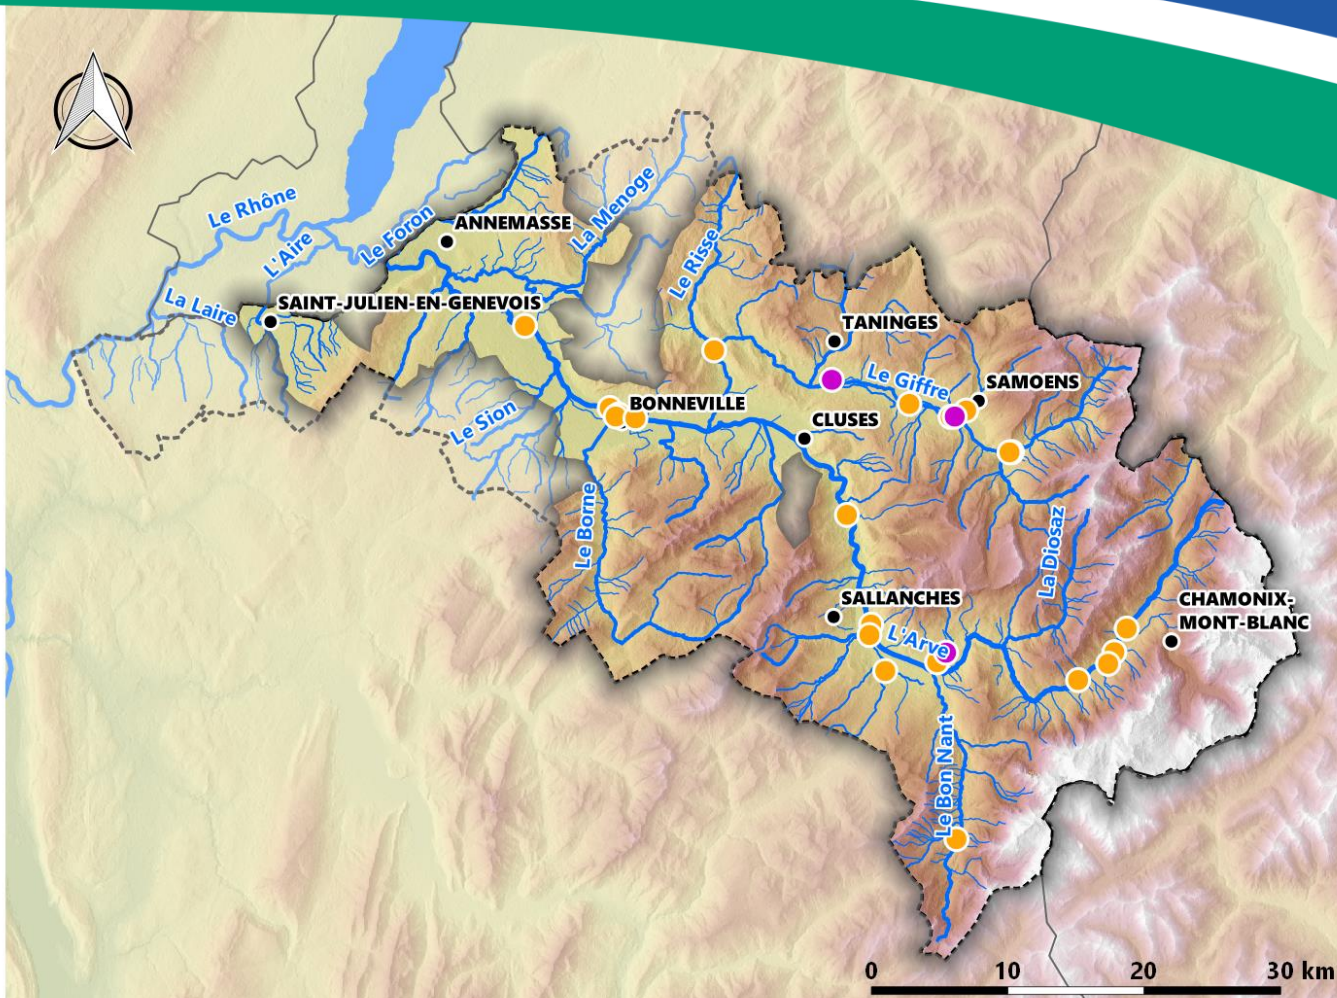 Le Rhône
L'Aire
Le Foron
ANNEMASSE
La Menoge
Le Risse
La Laire
SAINT-JULIEN-EN-GENEVOIS
TANINGES
Le Giffre
SAMOENS
Le Sion
BONNEVILLE
CLUSES
Le Borne
La Diosaz
SALLANCHES
L'Arve
CHAMONIX-
MONT-BLANC
Le Bon Nant
0 10 20 30 km